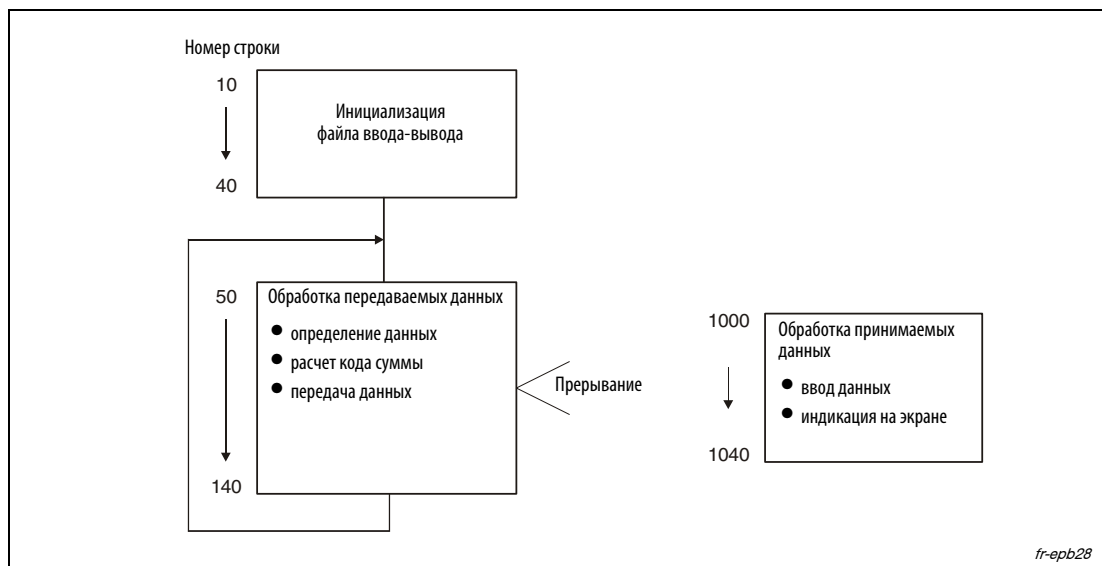 Номер строки
10
Инициализация
файла ввода-вывода
40
50
Обработка передаваемых данных
● определение данных
● расчет кода суммы
● передача данных
140
Прерывание
1000
Обработка принимаемых
данных
● ввод данных
● индикация на экране
1040
fr-epb28